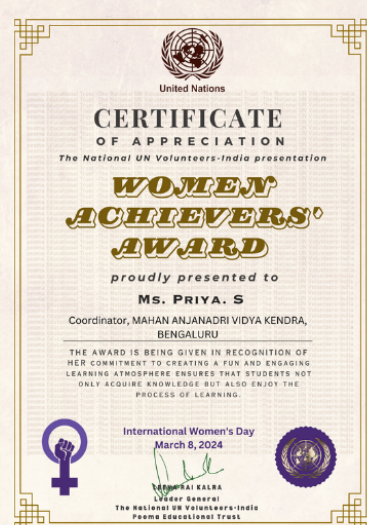 United Nations
CERTIFICATE
OF APPRECIATION
The National UN Volunteers-India presentation
WOMEN
ACHIEVERS'
AWARD
proudly presented to
Ms. PRIYA. S
Coordinator, MAHAN ANJANADRI VIDYA KENDRA,
BENGALURU
THE AWARD IS BEING GIVEN IN RECOGNITION OF
HER COMMITMENT TO CREATING A FUN AND ENGAGING
LEARNING ATMOSPHERE ENSURES THAT STUDENTS NOT
ONLY ACQUIRE KNOWLEDGE BUT ALSO ENJOY THE
PROCESS OF LEARNING.
International Women's Day
March 8, 2024
RAI KALRA
Leader General
The National UN Volunteers-India
Pooma Educational Trust